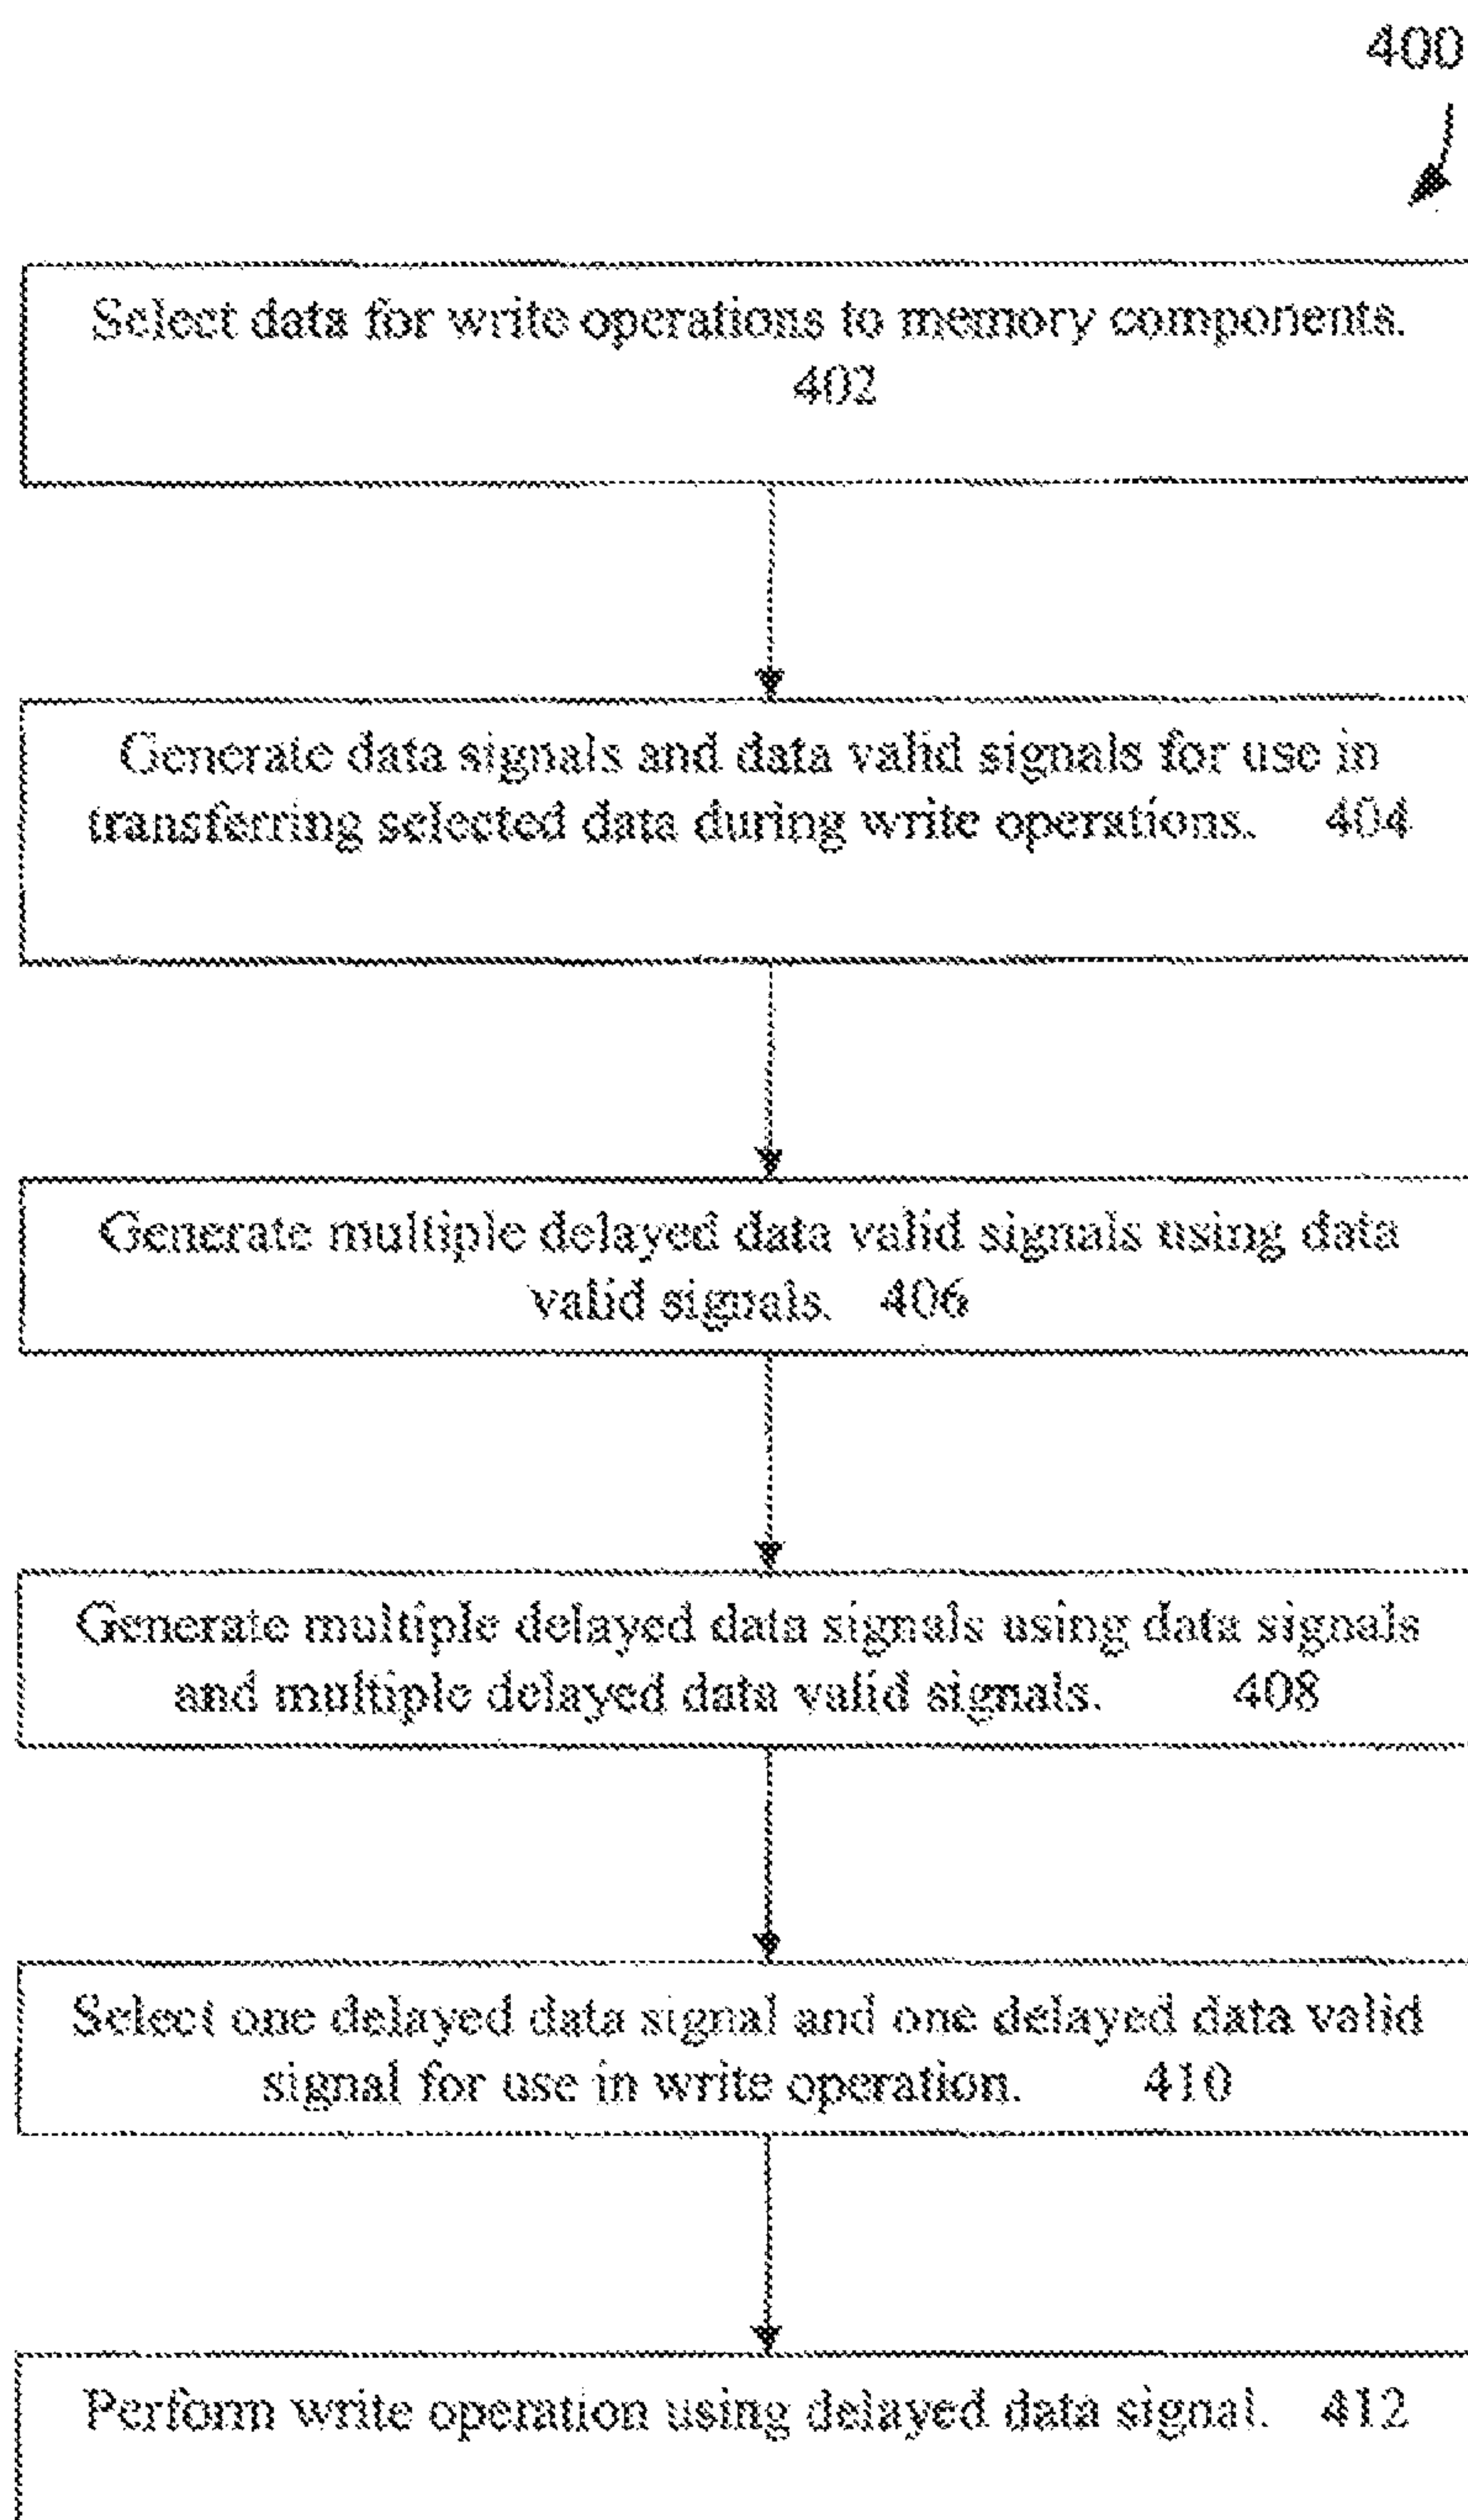 400
Select data for write operations to memory components.
402
Generate data signals and data valid signals for use in
transferring selected data during write operations. 404
Generate multiple delayed data valid signals using data
valid signals. 406
Generate multiple delayed data signals using data signals
and multiple delayed data valid signals. 408
Select one delayed data signal and one delayed data valid
signal for use in write operation. 410
Perform write operation using delayed data signal. 412